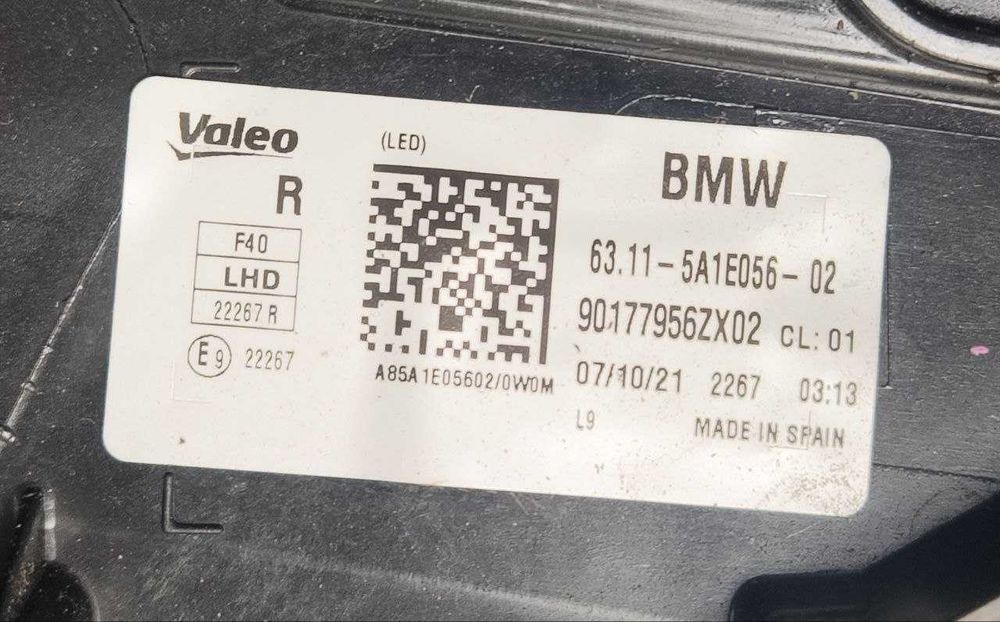 Valeo
R
F40
LHD
22267 R
E9 22267
(LED)
A85A1E05602/0W0M
BMW
63.11-5A1E056-02
90177956ZX02 CL:01
07/10/21 2267 03:13
L9
MADE IN SPAIN